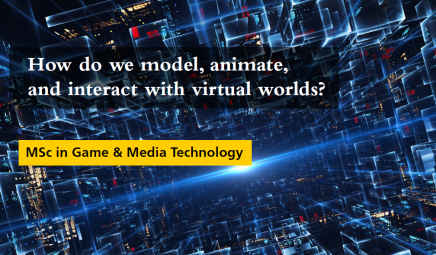 How do we model, animate,
and interact with virtual worlds?
MSc in Game & Media Technology